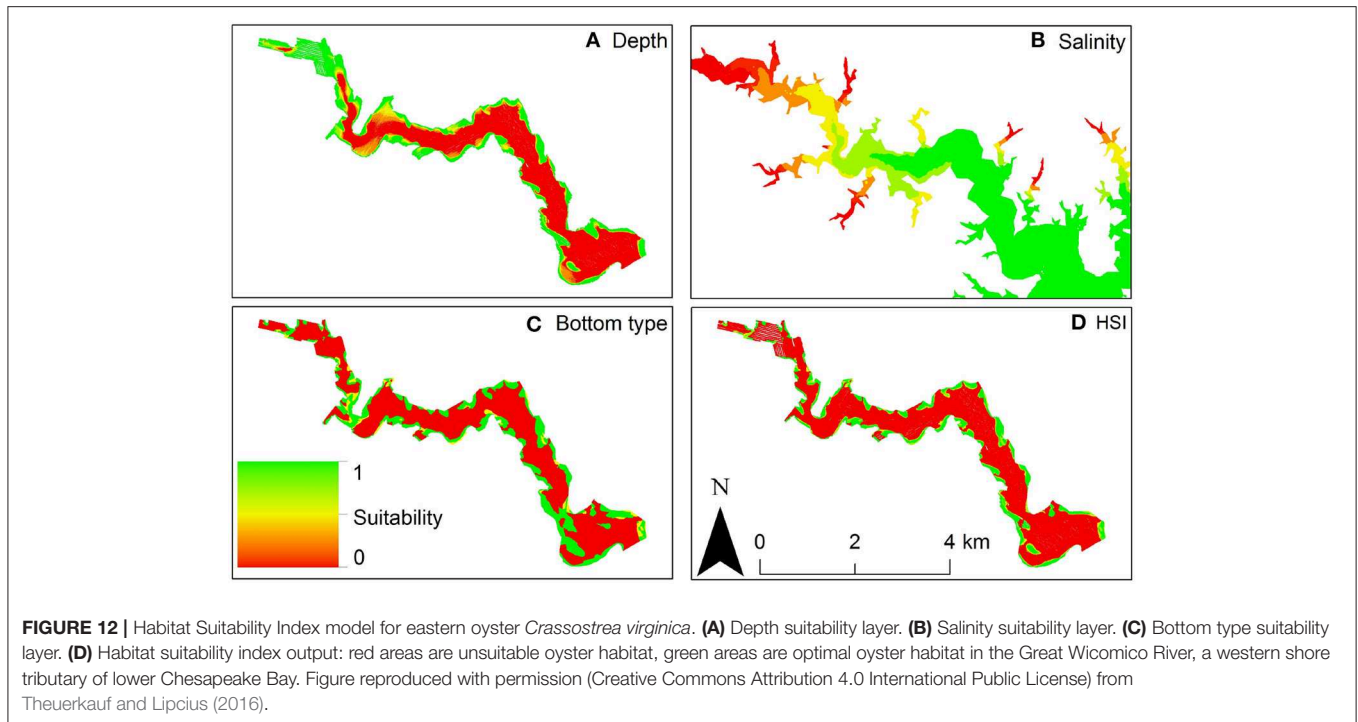 A Depth
B Salinity
C Bottom type
1
Suitability
0
D HSI
N
0 2 4 km
FIGURE 12 | Habitat Suitability Index model for eastern oyster Crassostrea virginica. (A) Depth suitability layer. (B) Salinity suitability layer. (C) Bottom type suitability
layer. (D) Habitat suitability index output: red areas are unsuitable oyster habitat, green areas are optimal oyster habitat in the Great Wicomico River, a western shore
tributary of lower Chesapeake Bay. Figure reproduced with permission (Creative Commons Attribution 4.0 International Public License) from
Theuerkauf and Lipcius (2016).